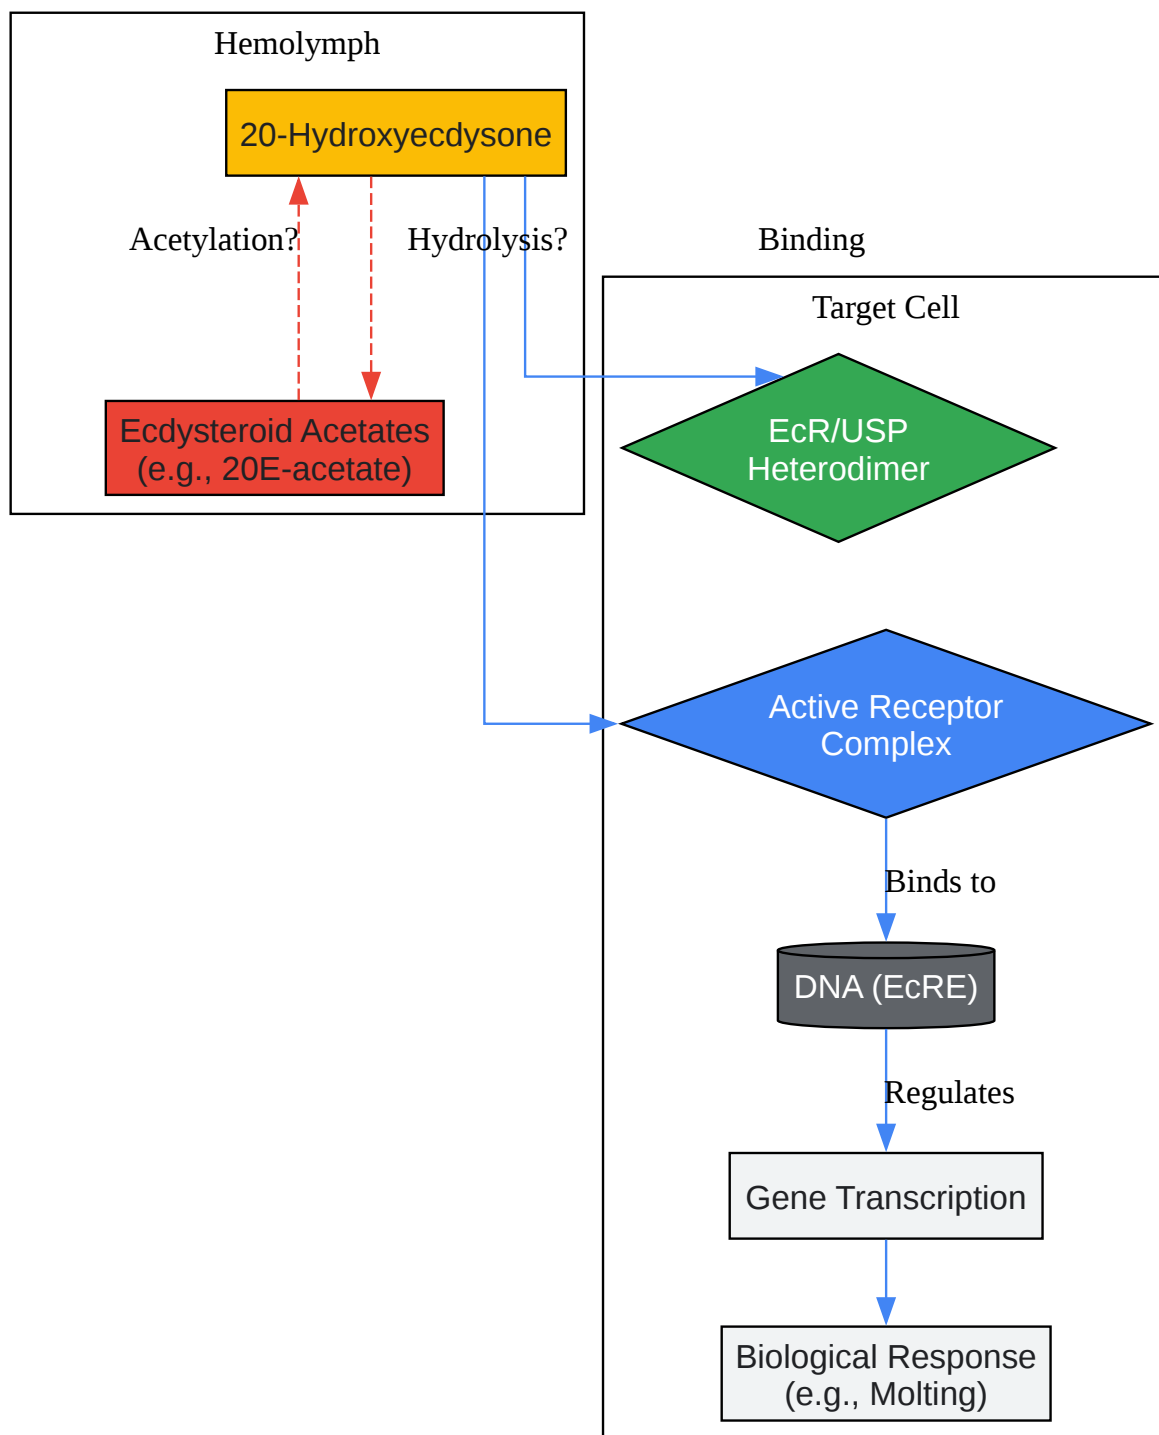 Hemolymph
20-Hydroxyecdysone
Acetylation?
Hydrolysis?
Binding
Target Cell
Ecdysteroid Acetates
(e.g., 20E-acetate)
EcR/USP
Heterodimer
Active Receptor
Complex
Binds to
DNA (EcRE)
Regulates
Gene Transcription
Biological Response
(e.g., Molting)